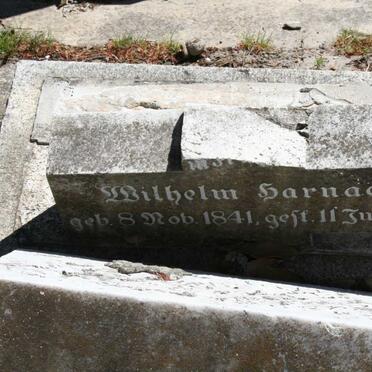 Wilhelm Harnac
geb. 8 Nov. 1841, gest. 11 Ju